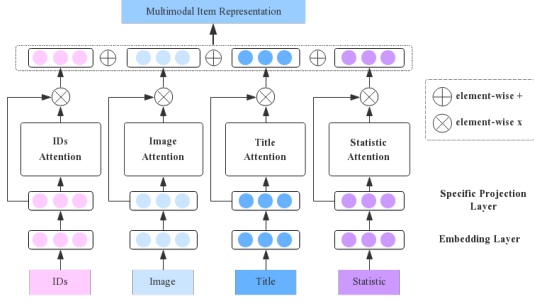 Multimodal Item Representation
element-wise +
element-wise x
IDs
Attention
Image
Attention
Title
Attention
Statistic
Attention
Specific Projection
Layer
Embedding Layer
IDs
Image
Title
Statistic